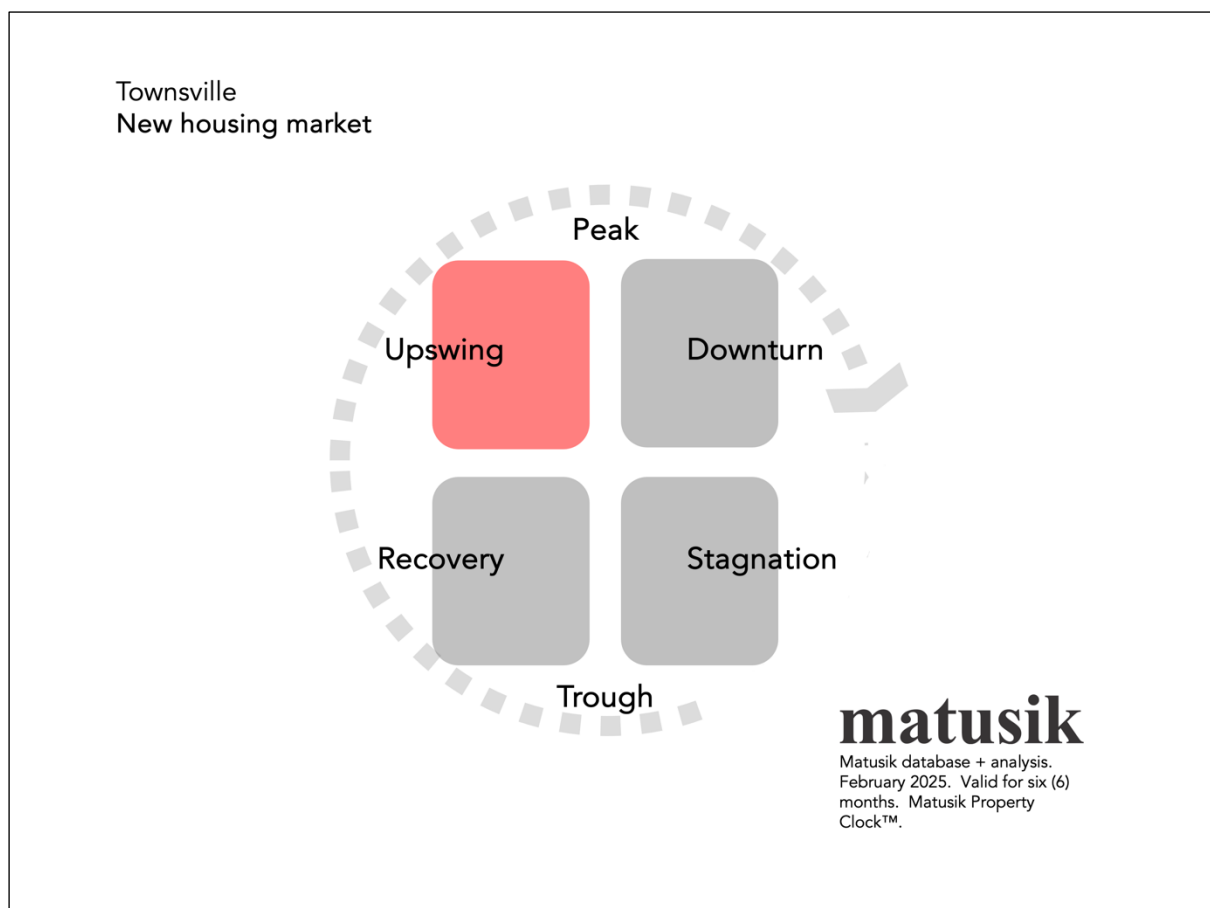 Townsville
New housing market
Peak
Upswing
Downturn
Recovery
Stagnation
Trough
matusik
Matusik database + analysis.
February 2025. Valid for six (6)
months. Matusik Property
Clock™.